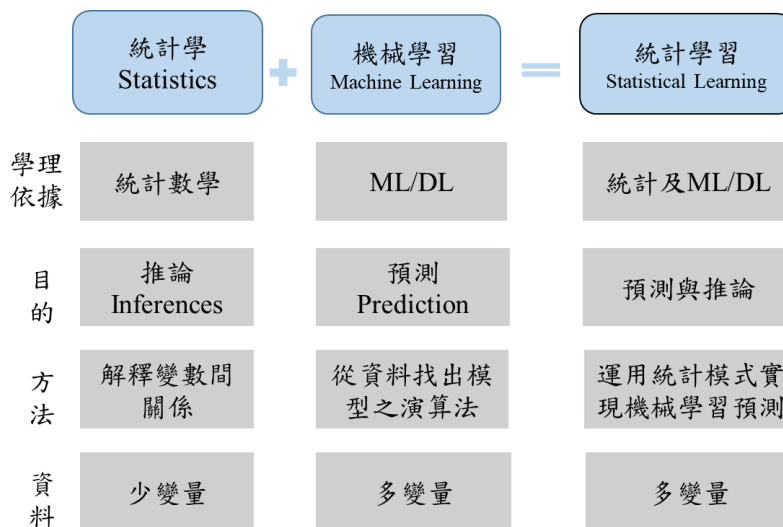 統計學
Statistics
機械學習
Machine Learning
統計學習
Statistical Learning
學理
依據
統計數學
ML/DL
統計及ML/DL
目
的
推論
Inferences
預測
Prediction
預測與推論
方
法
解釋變數間
關係
從資料找出模
型之演算法
運用統計模式實
現機械學習預測
資
料
少變量
多變量
多變量